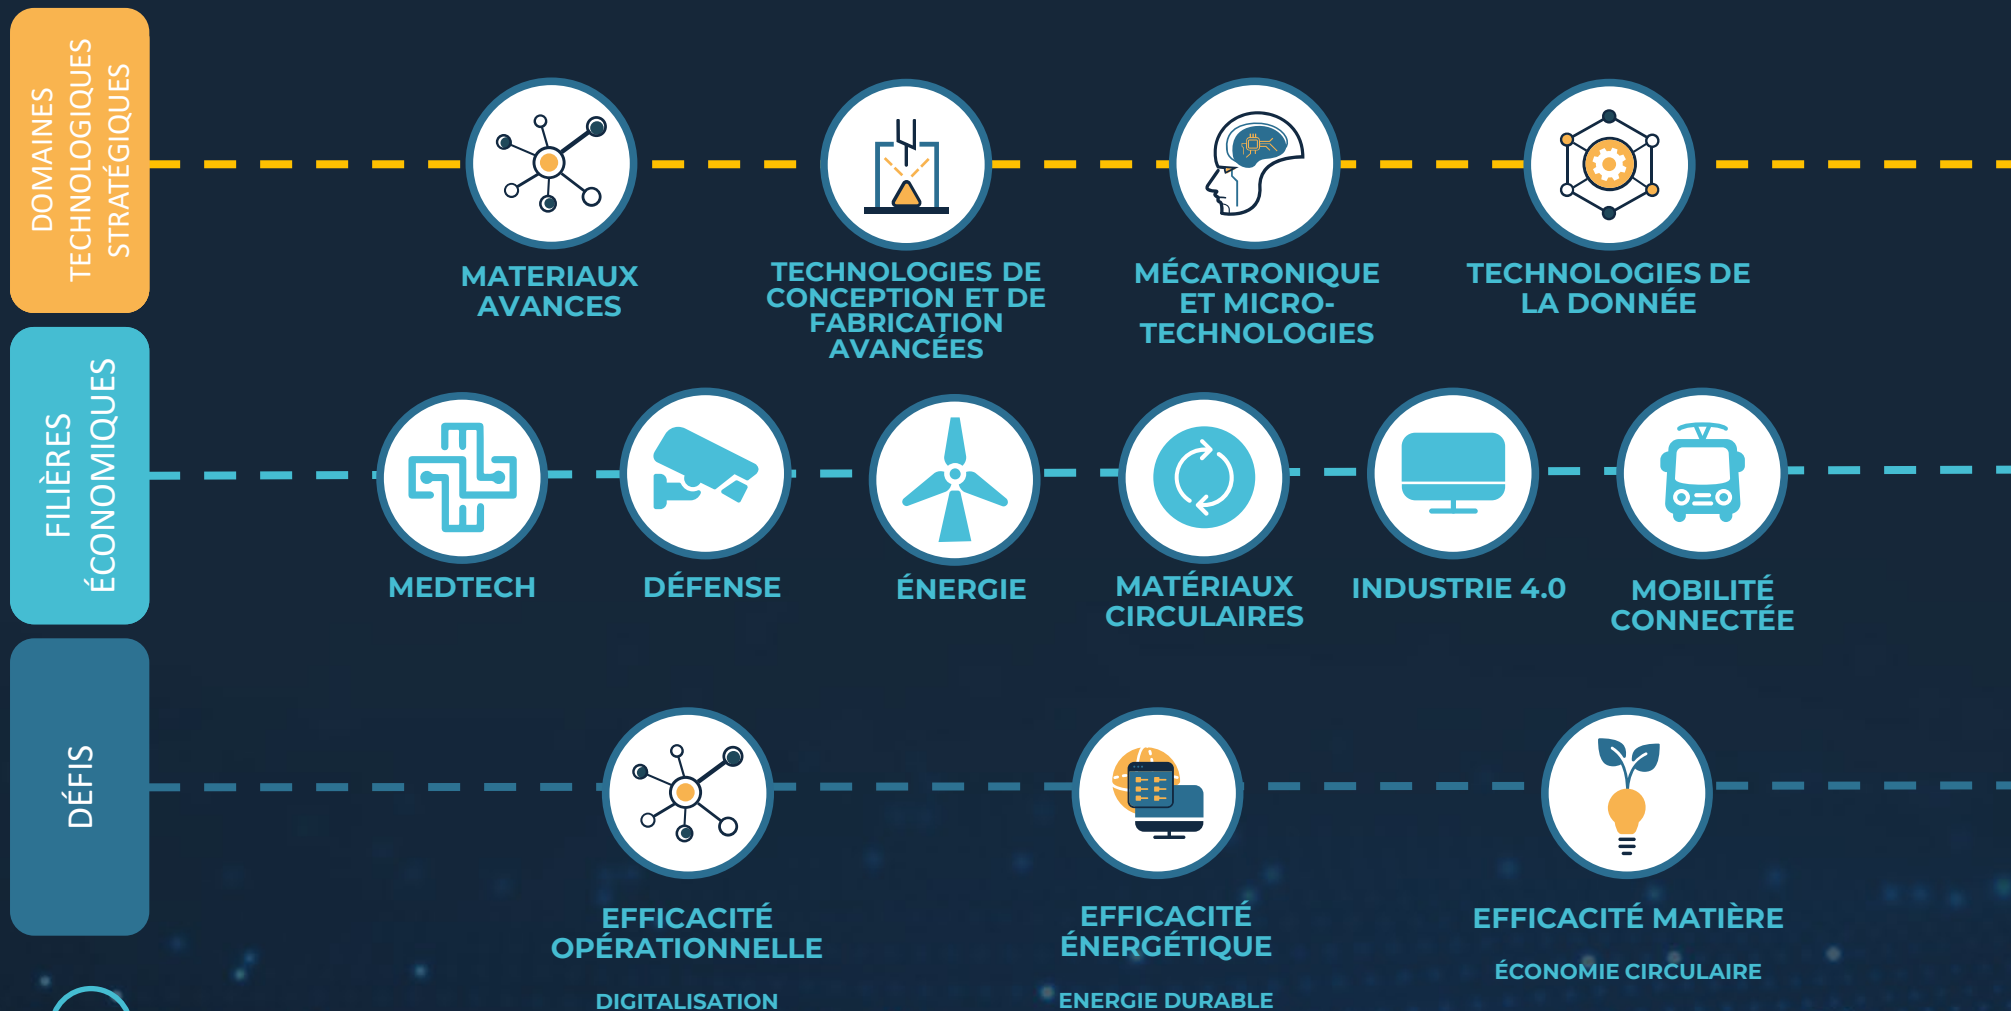 DOMAINES
TECHNOLOGIQUES
STRATÉGIQUES
MATERIAUX
AVANCES
TECHNOLOGIES DE
CONCEPTION ET DE
FABRICATION
AVANCÉES
MÉCATRONIQUE
ET MICRO-
TECHNOLOGIES
TECHNOLOGIES DE
LA DONNÉE
FILIÈRES
ÉCONOMIQUES
MEDTECH
DÉFENSE
ÉNERGIE
MATÉRIAUX
CIRCULAIRES
INDUSTRIE 4.0
MOBILITÉ
CONNECTÉE
DÉFIS
EFFICACITÉ
OPÉRATIONNELLE
DIGITALISATION
EFFICACITÉ
ÉNERGÉTIQUE
ENERGIE DURABLE
EFFICACITÉ MATIÈRE
ÉCONOMIE CIRCULAIRE